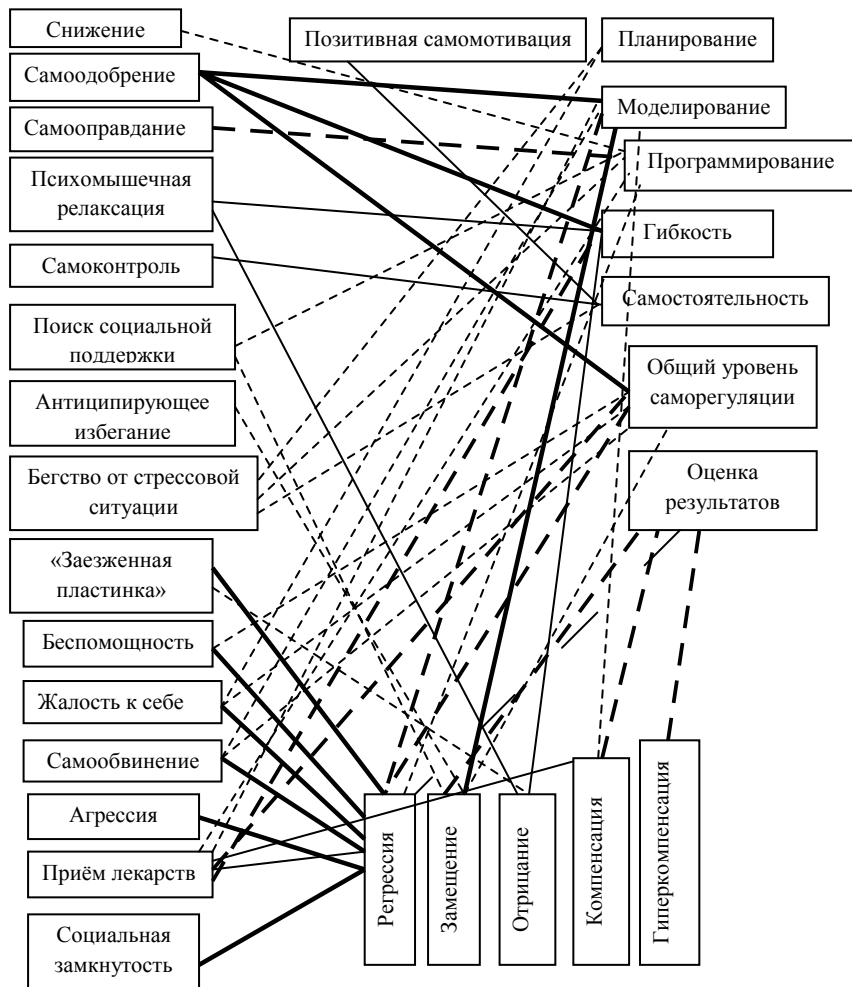 Снижение
Самоодобрение
Самооправдание
Психомышечная
релаксация
Самоконтроль
Поиск социальной
поддержки
Антиципирующее
избегание
Бегство от стрессовой
ситуации
«Заезженная
пластинка»
Беспомощность
Жалость к себе
Самообвинение
Агрессия
Приём лекарств
Социальная
замкнутость
Позитивная самомотивация
Планирование
Моделирование
Программирование
Гибкость
Самостоятельность
Общий уровень
саморегуляции
Оценка
результатов
Регрессия
Замещение
Отрицание
Компенсация
Гиперкомпенсация